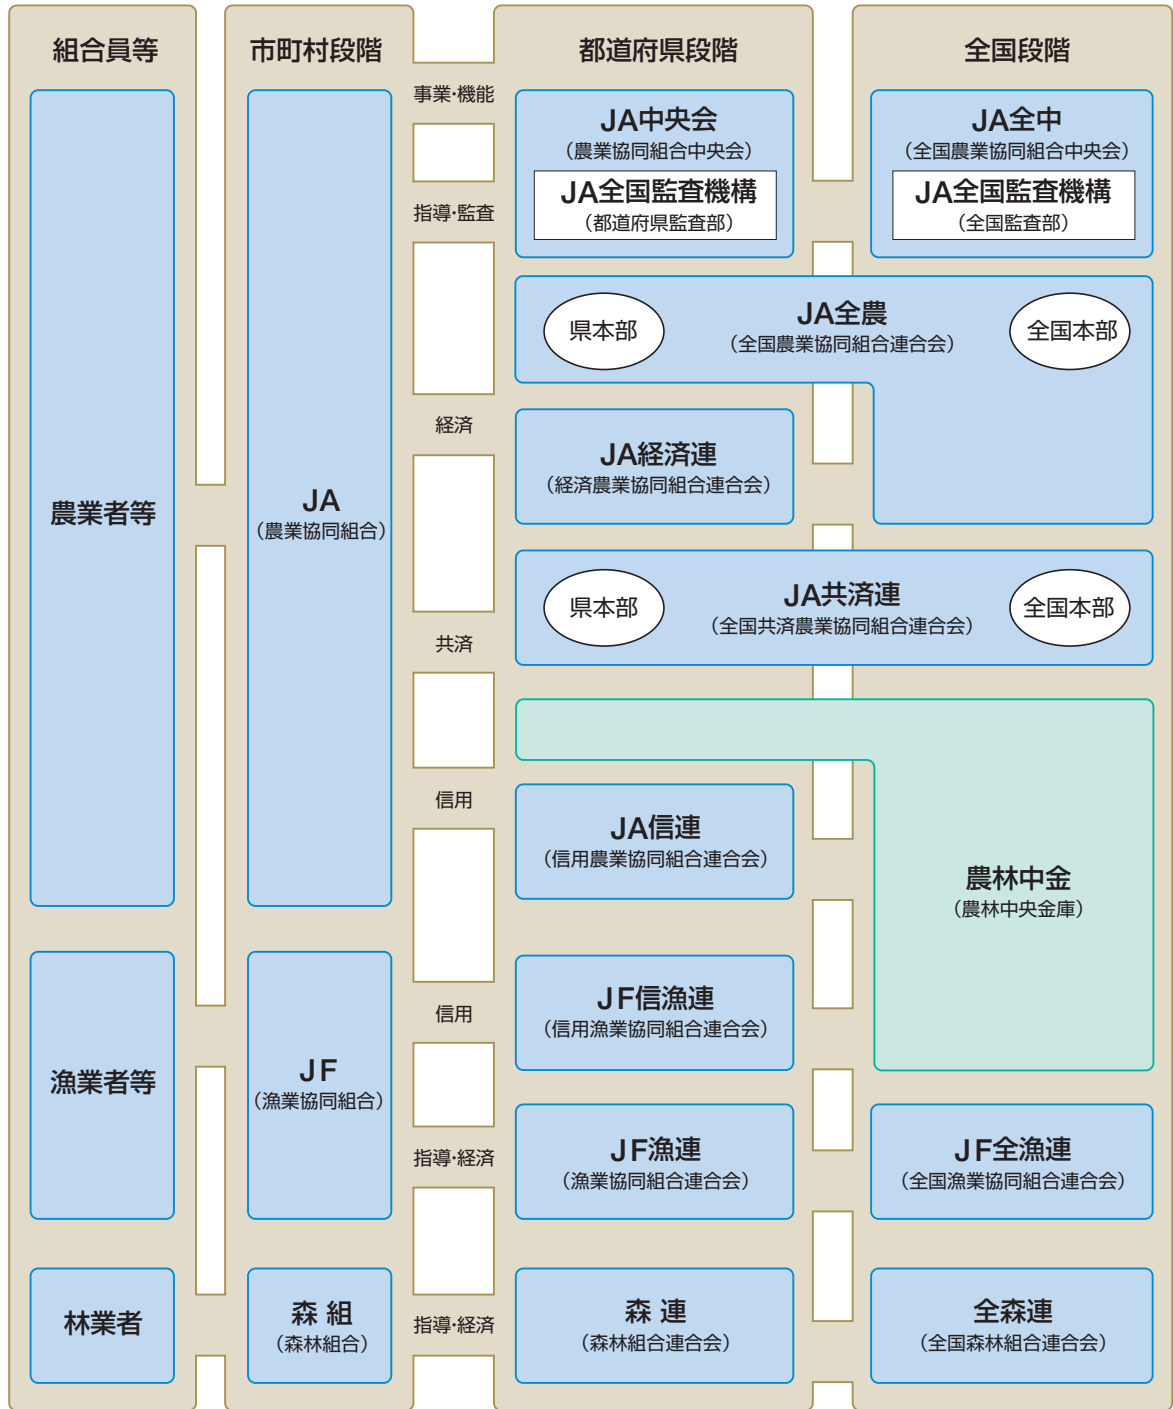 組合員等
市町村段階
都道府県段階
全国段階
事業・機能
農業者等
JA
（農業協同組合）
指導・監査
JA中央会
（農業協同組合中央会）
JA全国監査機構
（都道府県監査部）
JA全中
（全国農業協同組合中央会）
JA全国監査機構
（全国監査部）
経済
県本部
JA全農
（全国農業協同組合連合会）
全国本部
JA経済連
（経済農業協同組合連合会）
共済
県本部
JA共済連
（全国共済農業協同組合連合会）
全国本部
信用
JA信連
（信用農業協同組合連合会）
農林中金
（農林中央金庫）
漁業者等
JF
（漁業協同組合）
信用
JF信漁連
（信用漁業協同組合連合会）
指導・経済
JF漁連
（漁業協同組合連合会）
JF全漁連
（全国漁業協同組合連合会）
林業者
森 組
（森林組合）
指導・経済
森 連
（森林組合連合会）
全森連
（全国森林組合連合会）